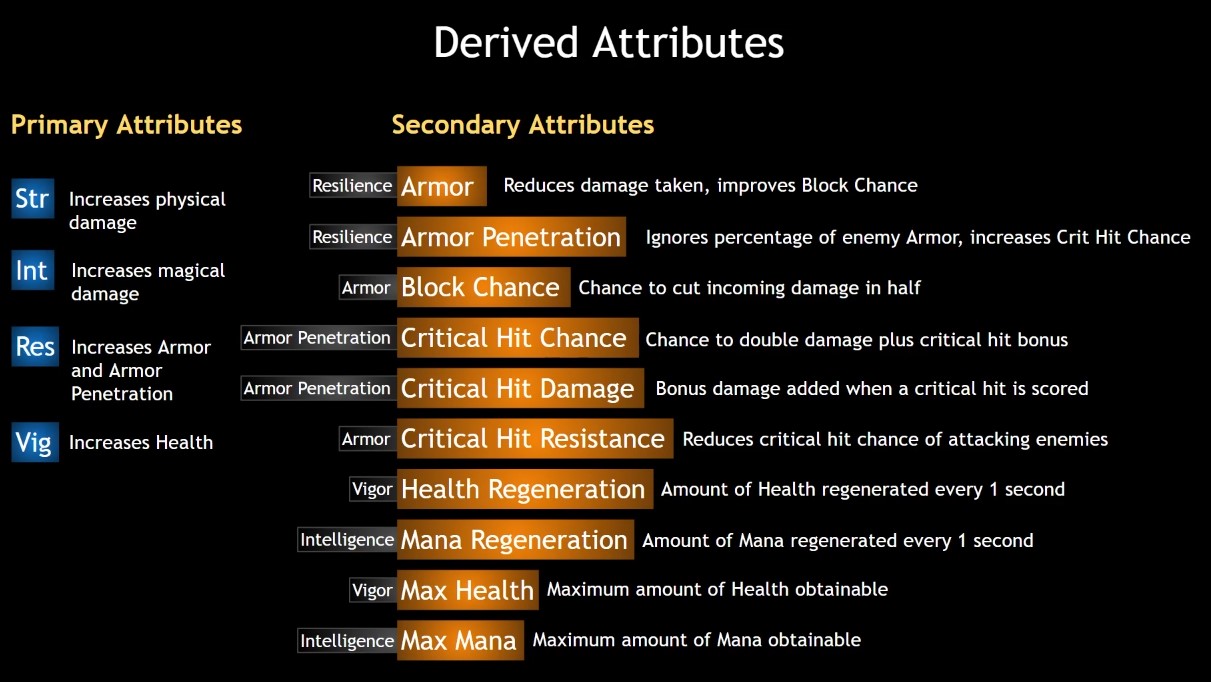 Derived Attributes
Primary Attributes
Str
Increases physical
damage
Int
Increases magical
damage
Res
Increases Armor
and Armor
Penetration
Vig
Increases Health
Secondary Attributes
Resilience Armor Reduces damage taken, improves Block Chance
Resilience Armor Penetration Ignores percentage of enemy Armor, increases Crit Hit Chance
Armor Block Chance Chance to cut incoming damage in half
Armor Penetration Critical Hit Chance Chance to double damage plus critical hit bonus
Armor Penetration Critical Hit Damage Bonus damage added when a critical hit is scored
Armor Critical Hit Resistance Reduces critical hit chance of attacking enemies
Vigor Health Regeneration Amount of Health regenerated every 1 second
Intelligence Mana Regeneration Amount of Mana regenerated every 1 second
Vigor Max Health Maximum amount of Health obtainable
Intelligence Max Mana Maximum amount of Mana obtainable